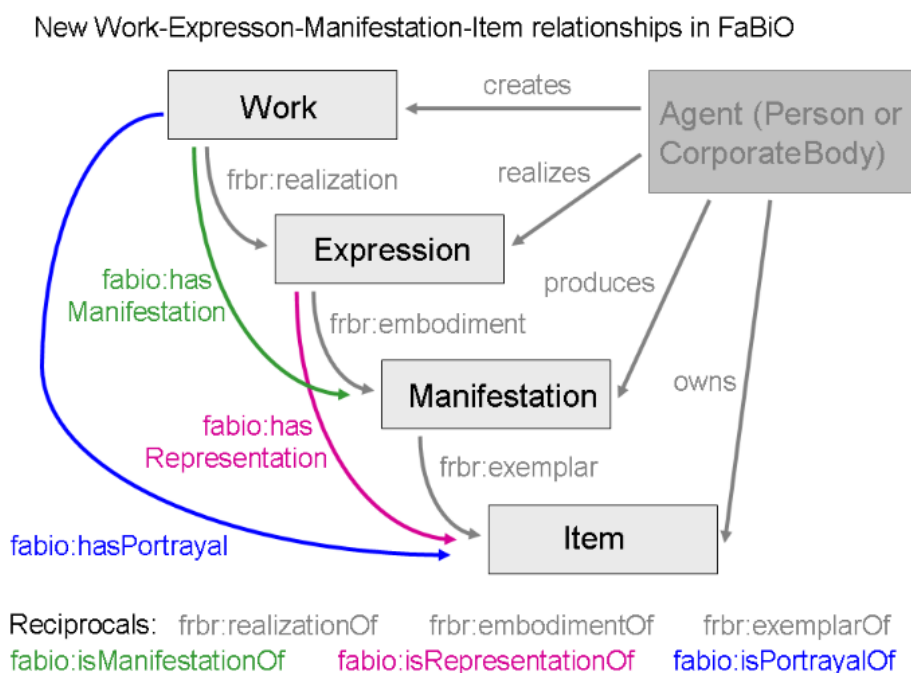 New Work-Expresson-Manifestation-Item relationships in FaBiO
creates
Work
Agent (Person or
CorporateBody)
frbr:realization
realizes
Expression
fabio:has
Manifestation
frbr:embodiment
produces
Manifestation
owns
fabio:has
Representation
frbr:exemplar
Item
fabio:hasPortrayal
Reciprocals: frbr:realizationOf frbr:embodimentOf frbr:exemplarOf
fabio:isManifestationOf fabio:isRepresentationOf fabio:isPortrayalOf